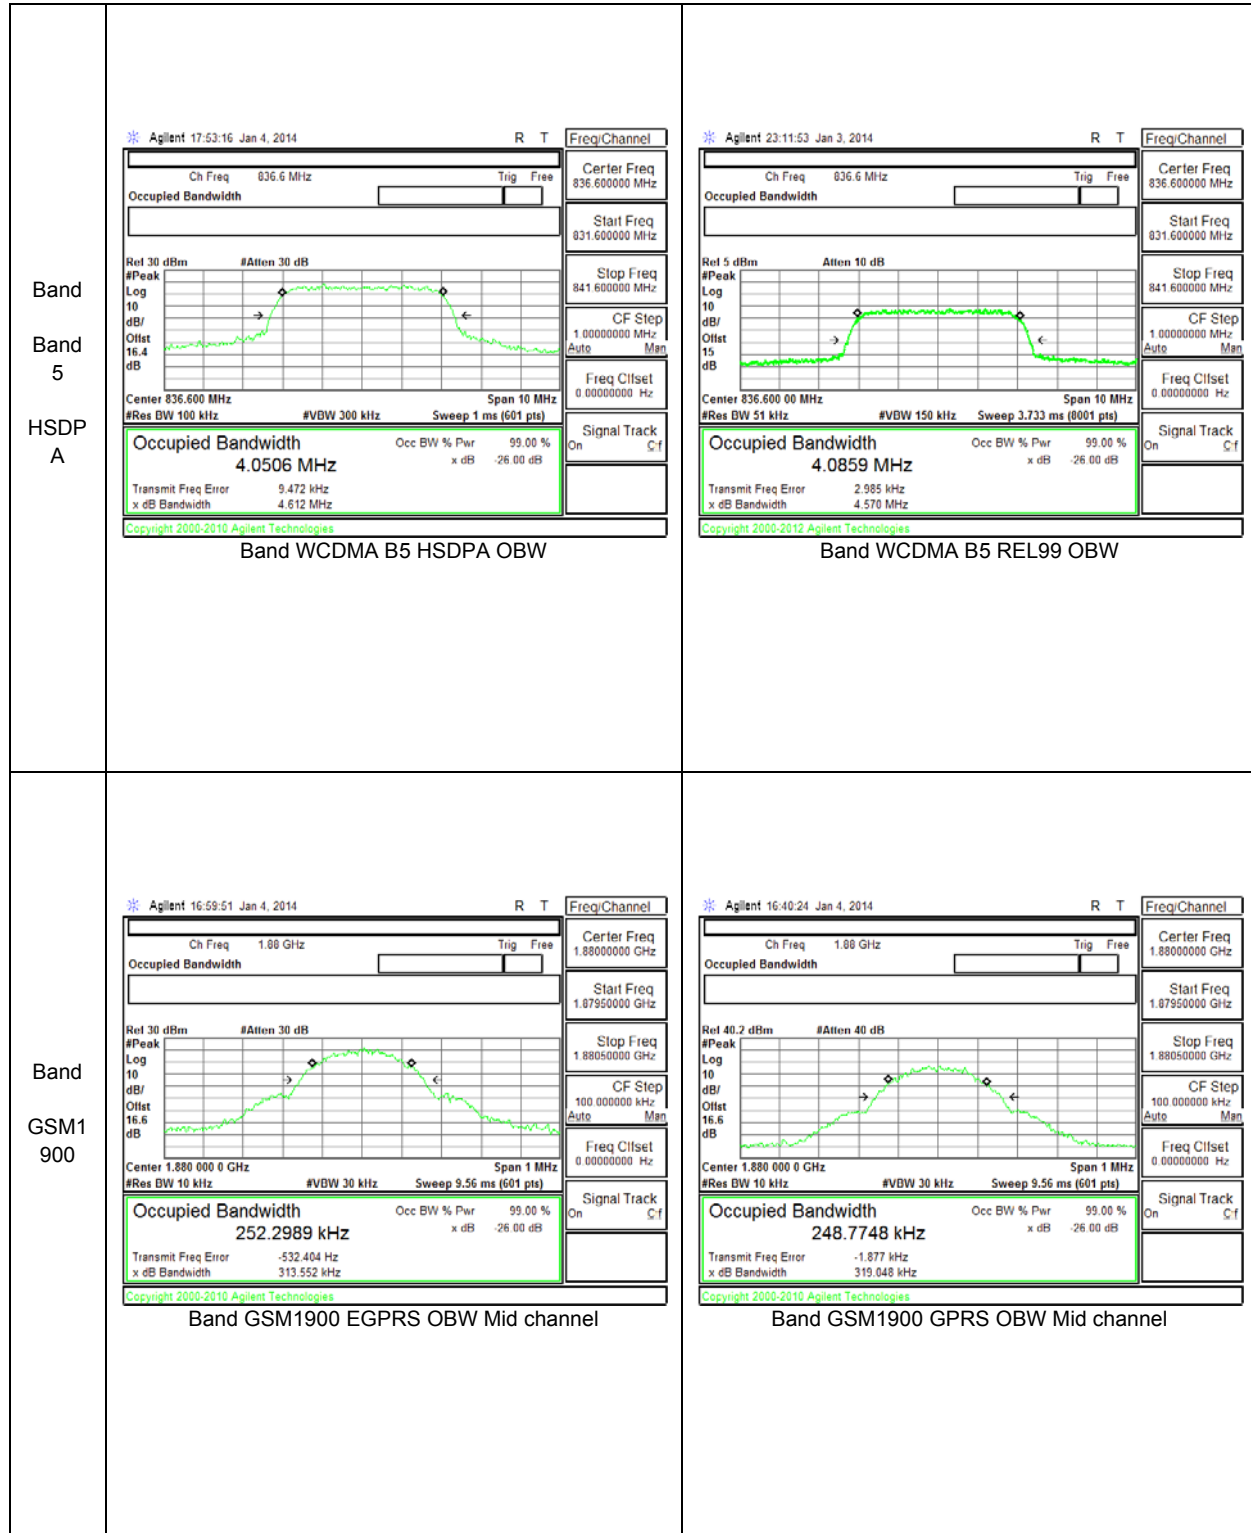 Band
Band
5
HSDP
A
Agilent 17:53:16 Jan 4, 2014 R T
Freq/Channel
Ch Freq 836.6 MHz Trig Free
Occupied Bandwidth
Center Freq
836.600000 MHz
Start Freq
831.600000 MHz
Stop Freq
841.600000 MHz
CF Step
1.00000000 MHz
Auto Man
Freq Offset
0.00000000 Hz
Signal Track
On Off
Ref 30 dBm #Atten 30 dB
#Peak
Log
10
dB/
Offst
16.4
dB
Center 836.600 MHz Span 10 MHz
#Res BW 100 kHz #VBW 300 kHz Sweep 1 ms (601 pts)
Occupied Bandwidth Occ BW % Pwr 99.00 %
4.0506 MHz x dB -26.00 dB
Transmit Freq Error 9.472 kHz
x dB Bandwidth 4.612 MHz
Copyright 2000-2010 Agilent Technologies
Band WCDMA B5 HSDPA OBW
Agilent 23:11:53 Jan 3, 2014 R T
Freq/Channel
Ch Freq 836.6 MHz Trig Free
Occupied Bandwidth
Center Freq
836.600000 MHz
Start Freq
831.600000 MHz
Stop Freq
841.600000 MHz
CF Step
1.00000000 MHz
Auto Man
Freq Offset
0.00000000 Hz
Signal Track
On Off
Ref 5 dBm Atten 10 dB
#Peak
Log
10
dB/
Offst
15
dB
Center 836.600 00 MHz Span 10 MHz
#Res BW 51 kHz #VBW 150 kHz Sweep 3.733 ms (8001 pts)
Occupied Bandwidth Occ BW % Pwr 99.00 %
4.0859 MHz x dB -26.00 dB
Transmit Freq Error 2.985 kHz
x dB Bandwidth 4.570 MHz
Copyright 2000-2012 Agilent Technologies
Band WCDMA B5 REL99 OBW
Band
GSM1
900
Agilent 16:59:51 Jan 4, 2014 R T
Freq/Channel
Ch Freq 1.88 GHz Trig Free
Occupied Bandwidth
Center Freq
1.88000000 GHz
Start Freq
1.87950000 GHz
Stop Freq
1.88050000 GHz
CF Step
100.000000 kHz
Auto Man
Freq Offset
0.00000000 Hz
Signal Track
On Off
Ref 30 dBm #Atten 30 dB
#Peak
Log
10
dB/
Offst
16.6
dB
Center 1.880 000 0 GHz Span 1 MHz
#Res BW 10 kHz #VBW 30 kHz Sweep 9.56 ms (601 pts)
Occupied Bandwidth Occ BW % Pwr 99.00 %
252.2989 kHz x dB -26.00 dB
Transmit Freq Error -532.404 Hz
x dB Bandwidth 313.552 kHz
Copyright 2000-2010 Agilent Technologies
Band GSM1900 EGPRS OBW Mid channel
Agilent 16:40:24 Jan 4, 2014 R T
Freq/Channel
Ch Freq 1.88 GHz Trig Free
Occupied Bandwidth
Center Freq
1.88000000 GHz
Start Freq
1.87950000 GHz
Stop Freq
1.88050000 GHz
CF Step
100.000000 kHz
Auto Man
Freq Offset
0.00000000 Hz
Signal Track
On Off
Ref 40.2 dBm #Atten 40 dB
#Peak
Log
10
dB/
Offst
16.6
dB
Center 1.880 000 0 GHz Span 1 MHz
#Res BW 10 kHz #VBW 30 kHz Sweep 9.56 ms (601 pts)
Occupied Bandwidth Occ BW % Pwr 99.00 %
248.7748 kHz x dB -26.00 dB
Transmit Freq Error -1.877 kHz
x dB Bandwidth 319.048 kHz
Copyright 2000-2010 Agilent Technologies
Band GSM1900 GPRS OBW Mid channel